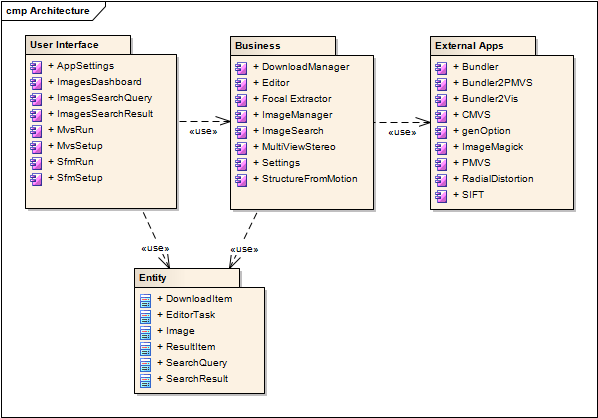 cmp Architecture
User Interface
+ AppSettings
+ ImagesDashboard
+ ImagesSearchQuery
+ ImagesSearchResult
+ MvsRun
+ MvsSetup
+ SfmRun
+ SfmSetup
«use»
Business
+ DownloadManager
+ Editor
+ Focal Extractor
+ ImageManager
+ ImageSearch
+ MultiViewStereo
+ Settings
+ StructureFromMotion
«use»
External Apps
+ Bundler
+ Bundler2PMVS
+ Bundler2Vis
+ CMVS
+ genOption
+ ImageMagick
+ PMVS
+ RadialDistortion
+ SIFT
«use»
«use»
Entity
+ DownloadItem
+ EditorTask
+ Image
+ ResultItem
+ SearchQuery
+ SearchResult